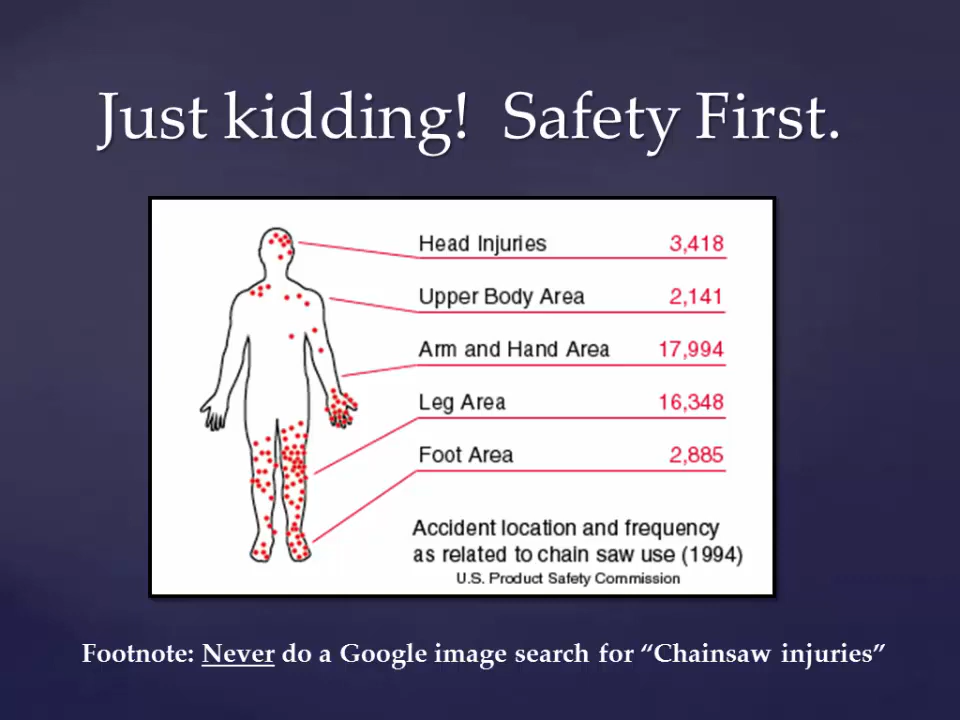 Just kidding!  Safety First.
Head Injuries 3,418
Upper Body Area 2,141
Arm and Hand Area 17,994
Leg Area 16,348
Foot Area 2,885
Accident location and frequency
as related to chain saw use (1994)
U.S. Product Safety Commission
Footnote: Never do a Google image search for “Chainsaw injuries”